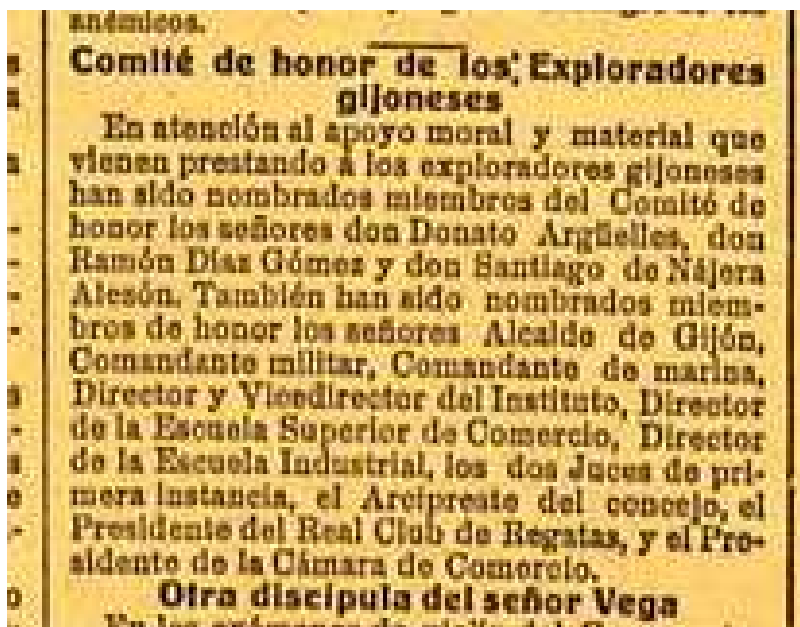 anémicos.
Comité de honor de los Exploradores
gijoneses
En atención al apoyo moral y material que
vienen prestando a los exploradores gijoneses
han sido nombrados miembros del Comité de
honor los señores don Donato Argüelles, don
Ramón Díaz Gómez y don Santiago de Nájera
Alesón. También han sido nombrados miem-
bros de honor los señores Alcalde de Gijón,
Comandante militar, Comandante de marina,
Director y Vicedirector del Instituto, Director
de la Escuela Superior de Comercio, Director
de la Escuela Industrial, los dos Juces de pri-
mera instancia, el Arcipreste del concejo, el
Presidente del Real Club de Regatas, y el Pre-
sidente de la Cámara de Comercio.
Otra discípula del señor Vega